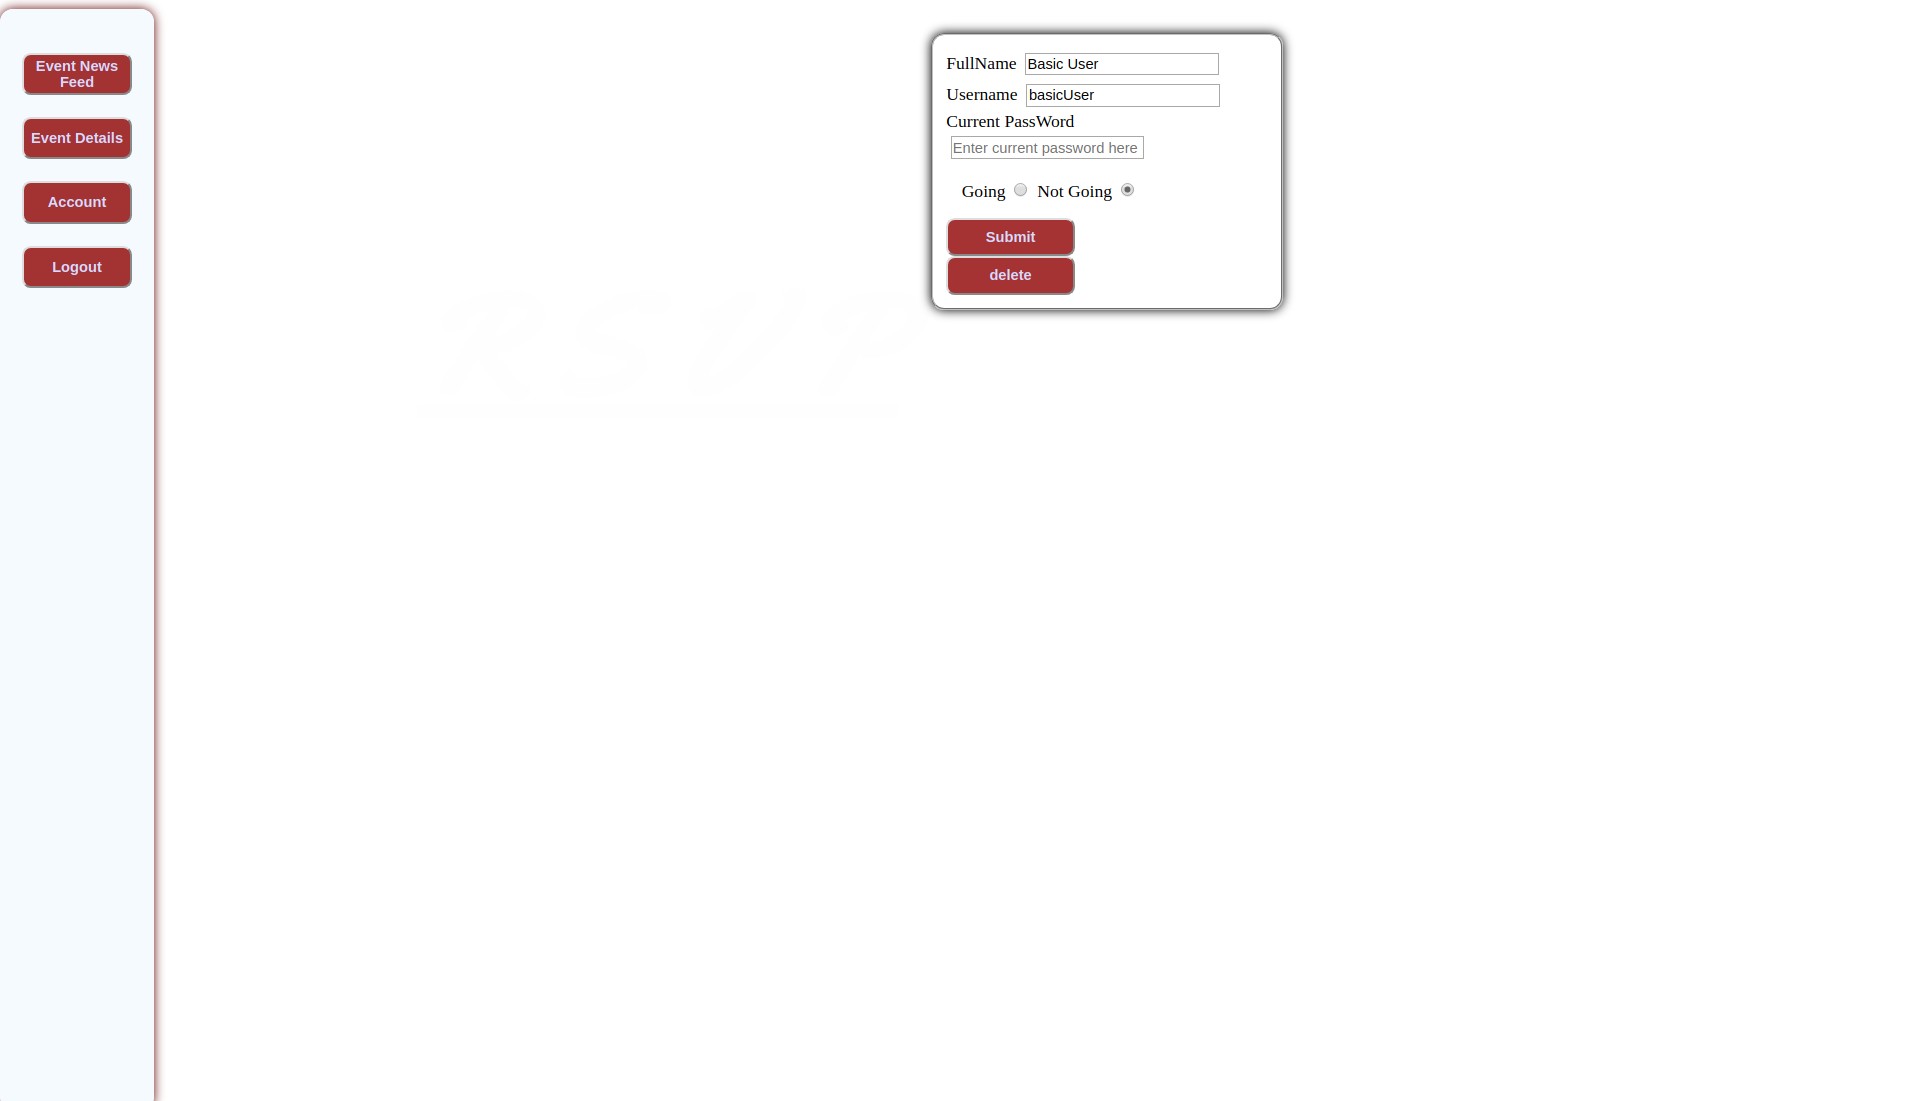 Event News
Feed
Event Details
Account
Logout
FullName Basic User
Username basicUser
Current PassWord
Enter current password here
Going Not Going
Submit
delete
RSVP